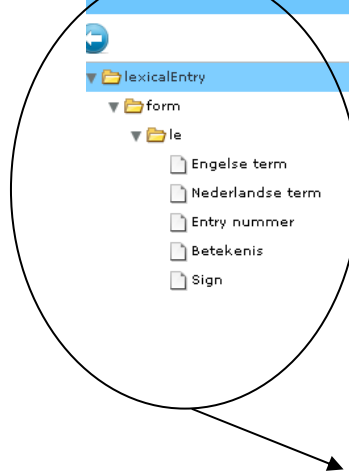 lexicalEntry
form
le
Engelse term
Nederlandse term
Entry nummer
Betekenis
Sign